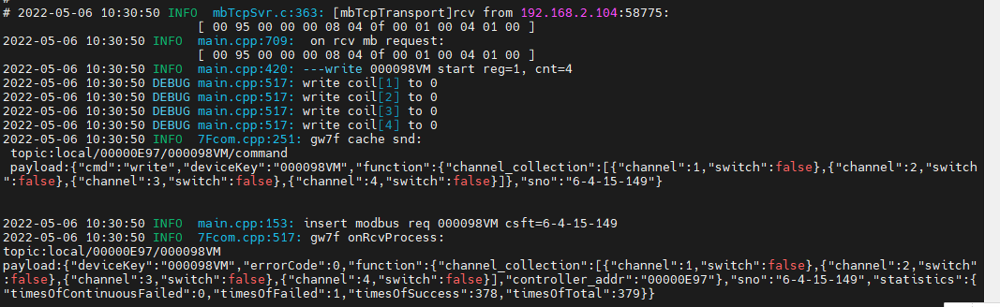 #
# 2022-05-06 10:30:50 INFO  mbTcpSvr.c:363: [mbTcpTransport]rcv from 192.168.2.104:58775:
[ 00 95 00 00 00 08 04 0f 00 01 00 04 01 00 ]
2022-05-06 10:30:50 INFO  main.cpp:709:  on rcv mb request:
[ 00 95 00 00 00 08 04 0f 00 01 00 04 01 00 ]
2022-05-06 10:30:50 INFO  main.cpp:420: ---write 000098VM start reg=1, cnt=4
2022-05-06 10:30:50 DEBUG main.cpp:517: write coil[1] to 0
2022-05-06 10:30:50 DEBUG main.cpp:517: write coil[2] to 0
2022-05-06 10:30:50 DEBUG main.cpp:517: write coil[3] to 0
2022-05-06 10:30:50 DEBUG main.cpp:517: write coil[4] to 0
2022-05-06 10:30:50 INFO  7Fcom.cpp:251: gw7f cache snd:
topic:local/00000E97/000098VM/command
payload:{"cmd":"write","deviceKey":"000098VM","function":{"channel_collection":[{"channel":1,"switch":false},{"channel":2,"switch
":false},{"channel":3,"switch":false},{"channel":4,"switch":false}]},"sno":"6-4-15-149"}
2022-05-06 10:30:50 INFO  main.cpp:153: insert modbus req 000098VM csft=6-4-15-149
2022-05-06 10:30:50 INFO  7Fcom.cpp:517: gw7f onRcvProcess:
topic:local/00000E97/000098VM
payload:{"deviceKey":"000098VM","errorCode":0,"function":{"channel_collection":[{"channel":1,"switch":false},{"channel":2,"switch"
:false},{"channel":3,"switch":false},{"channel":4,"switch":false}],"controller_addr":"00000E97"},"sno":"6-4-15-149","statistics":{
"timesOfContinuousFailed":0,"timesOfFailed":1,"timesOfSuccess":378,"timesOfTotal":379}}